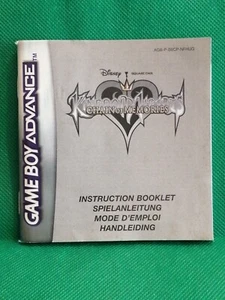 GAME BOY ADVANCE
Disney
KINGDOM HEARTS
CHAIN OF MEMORIES
INSTRUCTION BOOKLET
SPIELANLEITUNG
MODE D'EMPLOI
HANDLEIDING